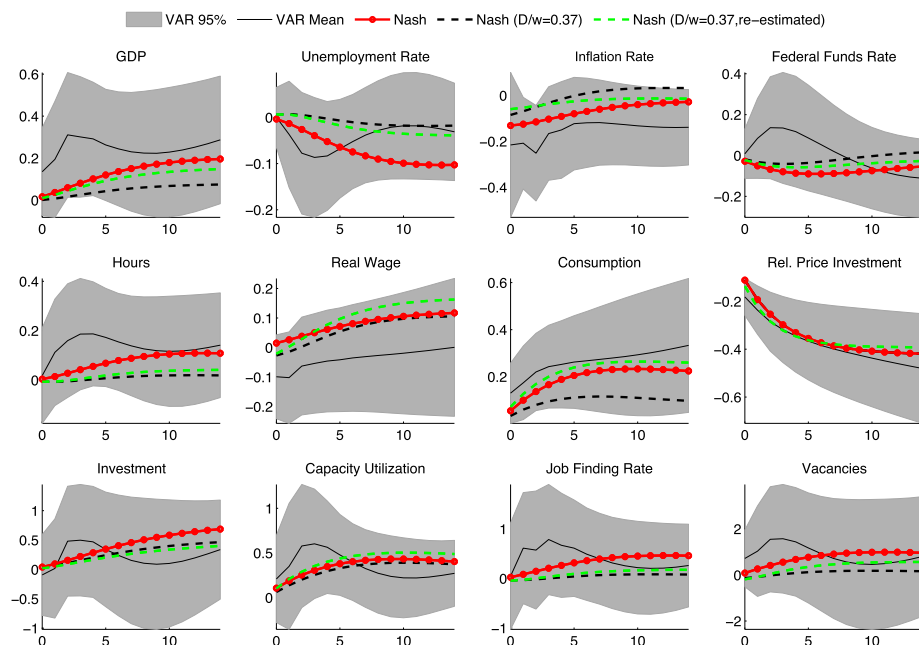 VAR 95% VAR Mean Nash Nash (D/w=0.37) Nash (D/w=0.37,re-estimated)
GDP Unemployment Rate Inflation Rate Federal Funds Rate
0.6
0.4
0.2
0
0 5 10
0
−0.1
−0.2
0 5 10
0
−0.2
−0.4
0 5 10
0.4
0.2
0
−0.2
0 5 10
Hours Real Wage Consumption Rel. Price Investment
0.4
0.2
0
0 5 10
0.2
0.1
0
−0.1
−0.2
0 5 10
0.6
0.4
0.2
0 5 10
−0.2
−0.4
−0.6
0 5 10
Investment Capacity Utilization Job Finding Rate Vacancies
1
0.5
0
−0.5
−1
0 5 10
1
0.5
0
0 5 10
1
0
−1
0 5 10
2
0
−2
0 5 10